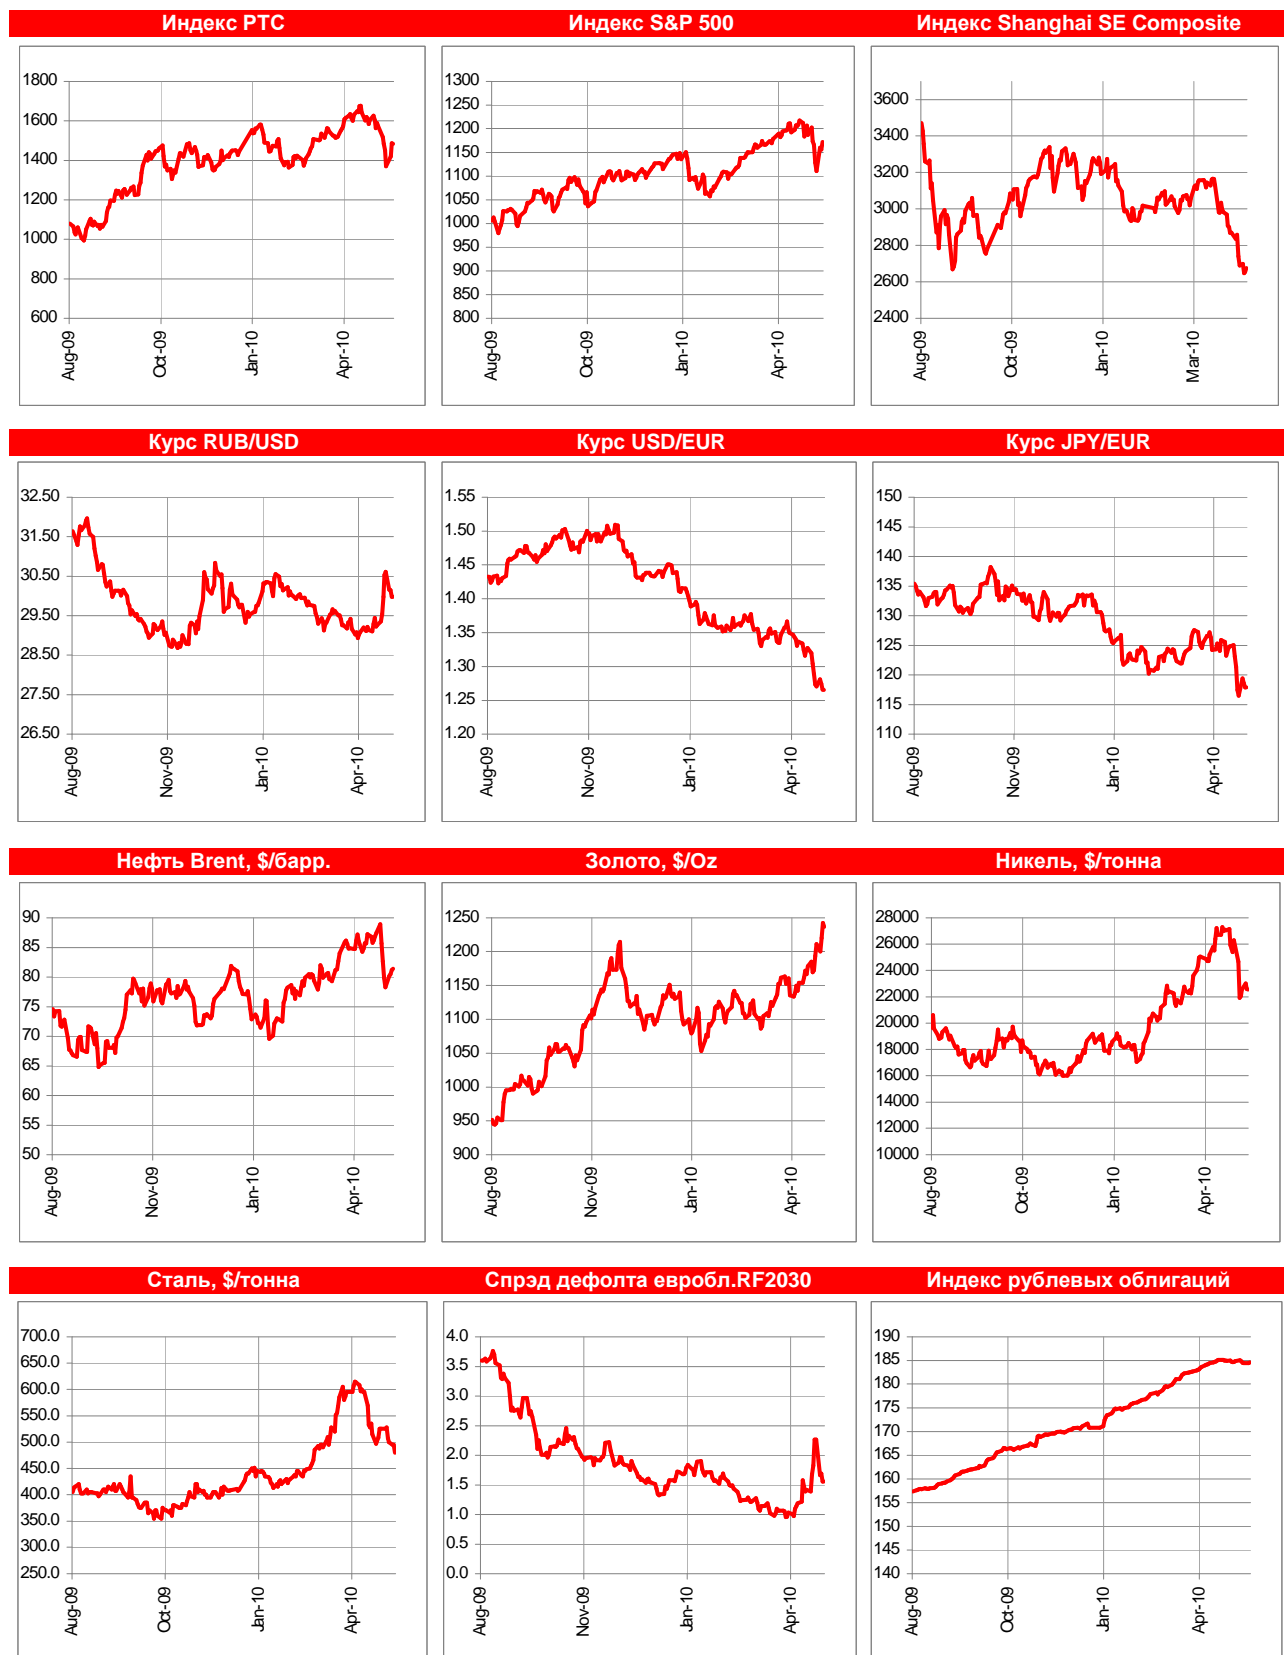 Индекс РТС
1800
1600
1400
1200
1000
800
600
Aug-09
Oct-09
Jan-10
Apr-10
Индекс S&P 500
1300
1250
1200
1150
1100
1050
1000
950
900
850
800
Aug-09
Oct-09
Jan-10
Apr-10
Индекс Shanghai SE Composite
3600
3400
3200
3000
2800
2600
2400
Aug-09
Oct-09
Jan-10
Mar-10
Курс RUB/USD
32.50
31.50
30.50
29.50
28.50
27.50
26.50
Aug-09
Nov-09
Jan-10
Apr-10
Курс USD/EUR
1.55
1.50
1.45
1.40
1.35
1.30
1.25
1.20
Aug-09
Nov-09
Jan-10
Apr-10
Курс JPY/EUR
150
145
140
135
130
125
120
115
110
Aug-09
Nov-09
Jan-10
Apr-10
Нефть Brent, $/барр.
90
85
80
75
70
65
60
55
50
Aug-09
Nov-09
Jan-10
Apr-10
Золото, $/Oz
1250
1200
1150
1100
1050
1000
950
900
Aug-09
Nov-09
Jan-10
Apr-10
Никель, $/тонна
28000
26000
24000
22000
20000
18000
16000
14000
12000
10000
Aug-09
Oct-09
Jan-10
Apr-10
Сталь, $/тонна
700.0
650.0
600.0
550.0
500.0
450.0
400.0
350.0
300.0
250.0
Aug-09
Oct-09
Jan-10
Apr-10
Спрэд дефолта евробл.RF2030
4.0
3.5
3.0
2.5
2.0
1.5
1.0
0.5
0.0
Aug-09
Nov-09
Jan-10
Apr-10
Индекс рублевых облигаций
190
185
180
175
170
165
160
155
150
145
140
Aug-09
Oct-09
Jan-10
Apr-10